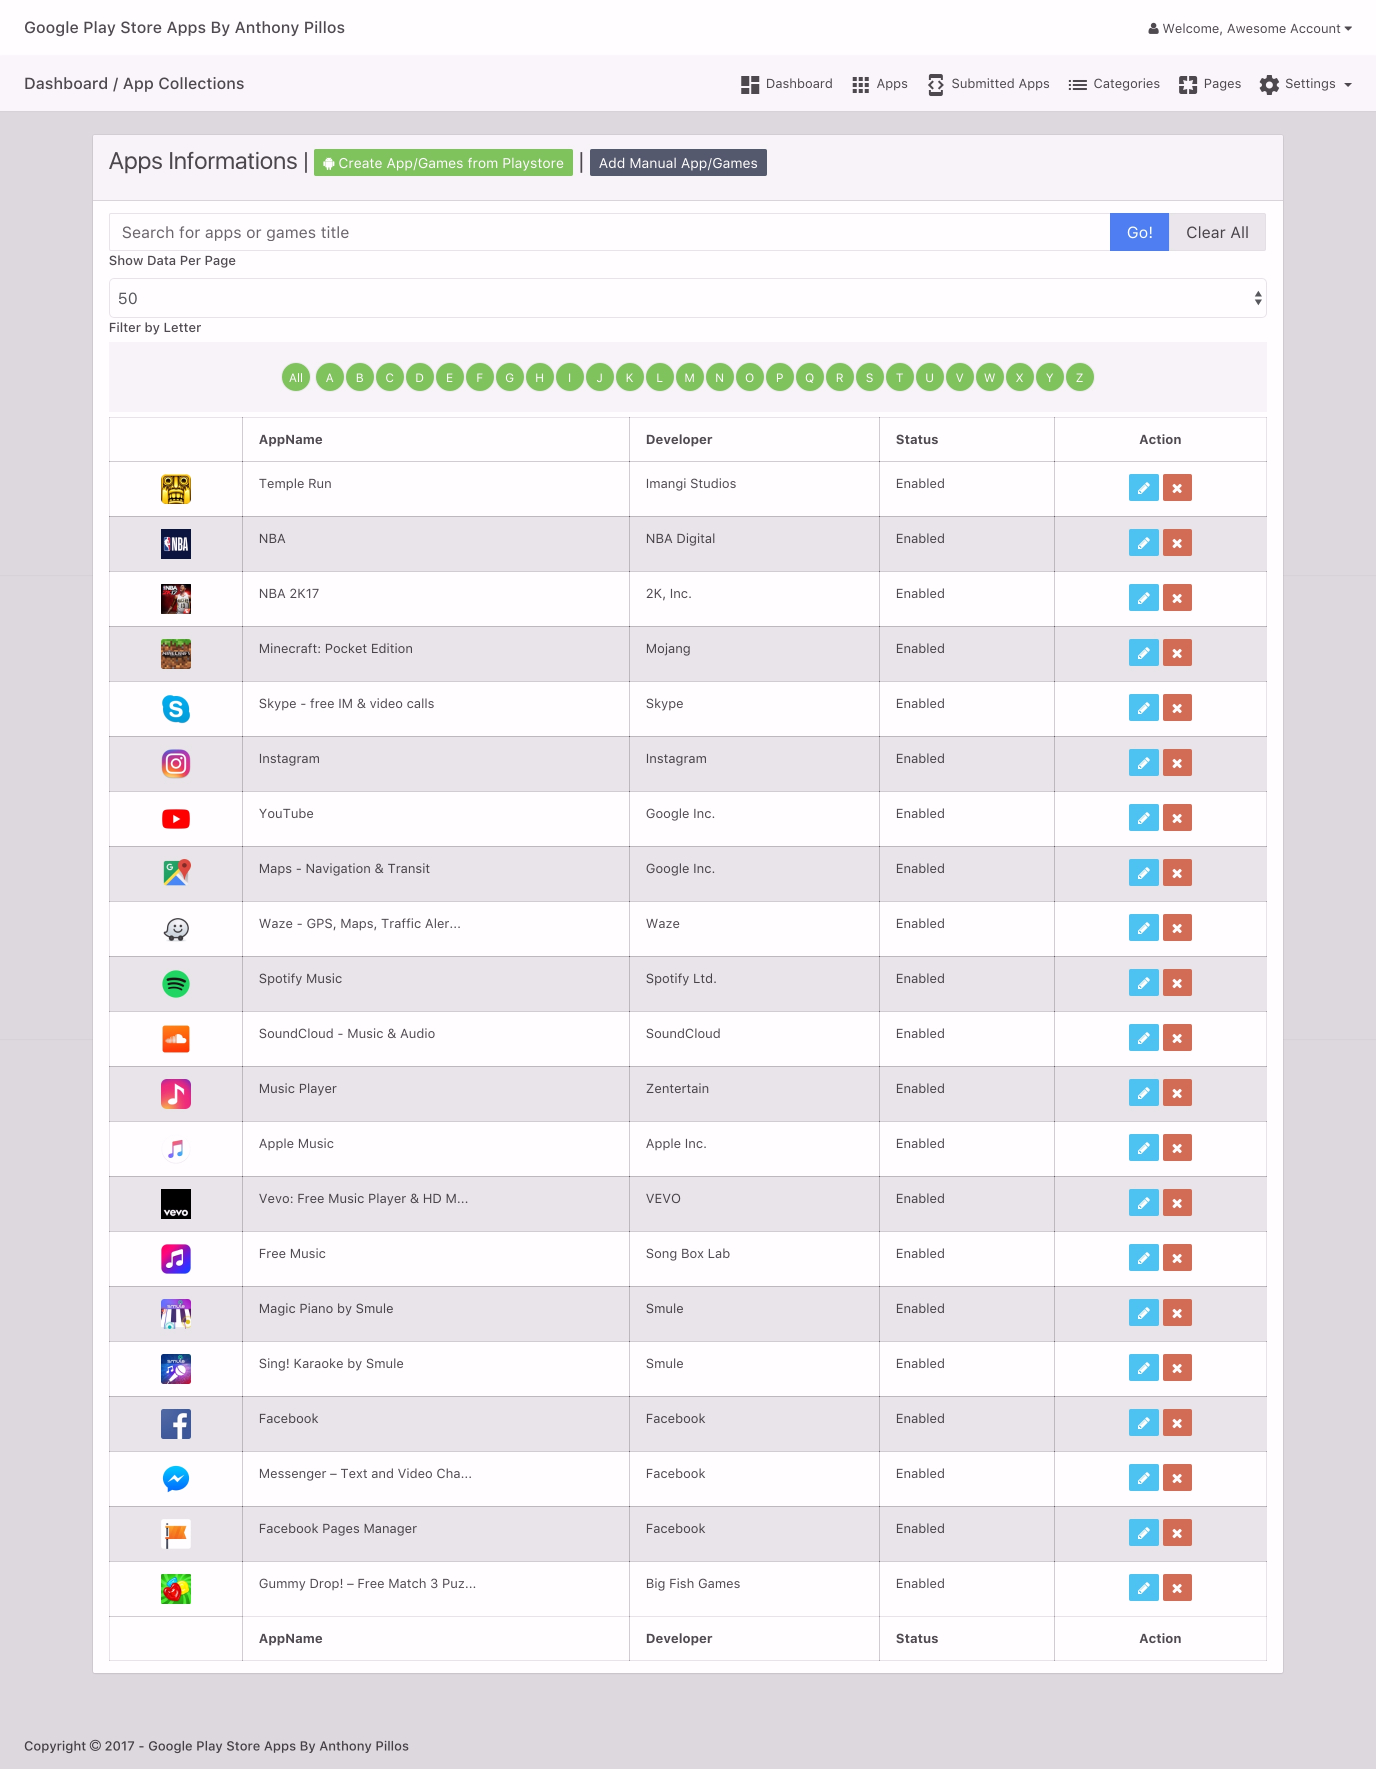 Google Play Store Apps By Anthony Pillos
Welcome, Awesome Account
Dashboard / App Collections
Dashboard Apps Submitted Apps Categories Pages Settings
Apps Informations | Create App/Games from Playstore | Add Manual App/Games
Search for apps or games title Go! Clear All
Show Data Per Page
50
Filter by Letter
All A B C D E F G H I J K L M N O P Q R S T U V W X Y Z
AppName Developer Status Action
Temple Run Imangi Studios Enabled
NBA NBA NBA Digital Enabled
NBA 2K17 2K, Inc. Enabled
Minecraft: Pocket Edition Mojang Enabled
Skype - free IM & video calls Skype Enabled
Instagram Instagram Enabled
YouTube Google Inc. Enabled
G Maps - Navigation & Transit Google Inc. Enabled
Waze - GPS, Maps, Traffic Aler... Waze Enabled
Spotify Music Spotify Ltd. Enabled
SoundCloud - Music & Audio SoundCloud Enabled
Music Player Zentertain Enabled
Apple Music Apple Inc. Enabled
vevo Vevo: Free Music Player & HD M... VEVO Enabled
Free Music Song Box Lab Enabled
Magic Piano by Smule Smule Enabled
Sing! Karaoke by Smule Smule Enabled
Facebook Facebook Enabled
Messenger – Text and Video Cha... Facebook Enabled
Facebook Pages Manager Facebook Enabled
Gummy Drop! – Free Match 3 Puz... Big Fish Games Enabled
AppName Developer Status Action
Copyright © 2017 - Google Play Store Apps By Anthony Pillos